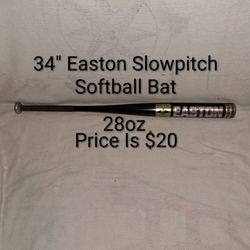 34" Easton Slowpitch
Softball Bat
EASTON
28oz
Price Is $20